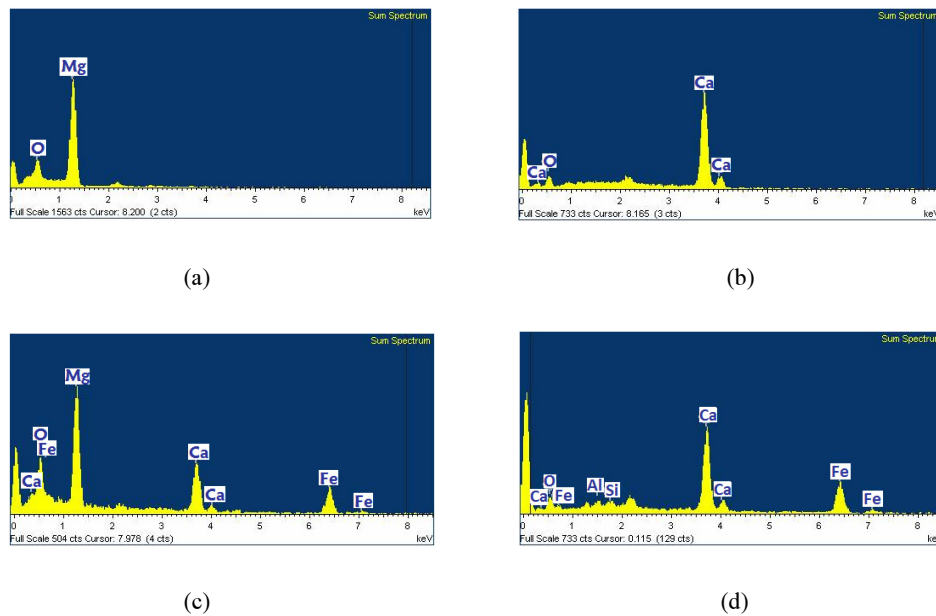 Sum Spectrum
Mg
O
0 1 2 3 4 5 6 7 8
Full Scale 1563 cts Cursor: 8.200 (2 cts) keV
(a)
Sum Spectrum
Ca
O
Ca Ca
0 1 2 3 4 5 6 7 8
Full Scale 733 cts Cursor: 8.165 (3 cts) keV
(b)
Sum Spectrum
Mg
O
Fe Ca
Ca Ca Fe Fe
0 1 2 3 4 5 6 7 8
Full Scale 504 cts Cursor: 7.978 (4 cts) keV
(c)
Sum Spectrum
Ca
Fe
O Al
Ca Fe Si Ca Fe
0 1 2 3 4 5 6 7 8
Full Scale 733 cts Cursor: 0.115 (129 cts) keV
(d)